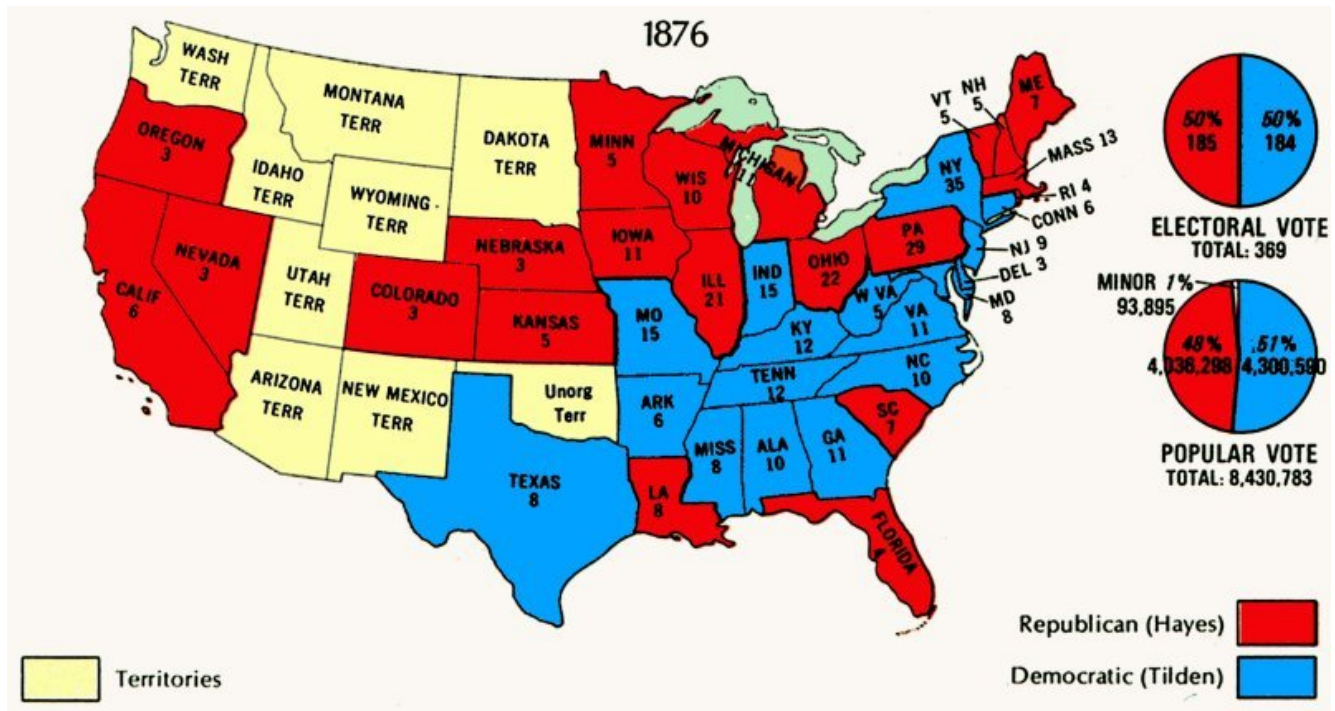 1876
WASH
TERR
MONTANA
TERR
DAKOTA
TERR
MINN
5
OREGON
3
IDAHO
TERR
WYOMING
TERR
WIS
10
MICHIGAN
11
VT
5
NH
5
ME
7
MASS 13
NY
35
RI 4
CONN 6
NJ 9
DEL 3
MD
8
PA
29
NEVADA
3
CALIF
6
UTAH
TERR
COLORADO
3
NEBRASKA
3
KANSAS
5
IOWA
11
ILL
21
IND
15
OHIO
22
W VA
5
VA
11
MO
15
KY
12
NC
10
TENN
12
ARIZONA
TERR
NEW MEXICO
TERR
Unorg
Terr
ARK
6
SC
7
MISS
8
ALA
10
GA
11
TEXAS
8
LA
8
FLORIDA
4
50%
185
50%
184
ELECTORAL VOTE
TOTAL: 369
MINOR 1%
93,895
48%
4,038,298
51%
4,300,590
POPULAR VOTE
TOTAL: 8,430,783
Republican (Hayes)
Democratic (Tilden)
Territories